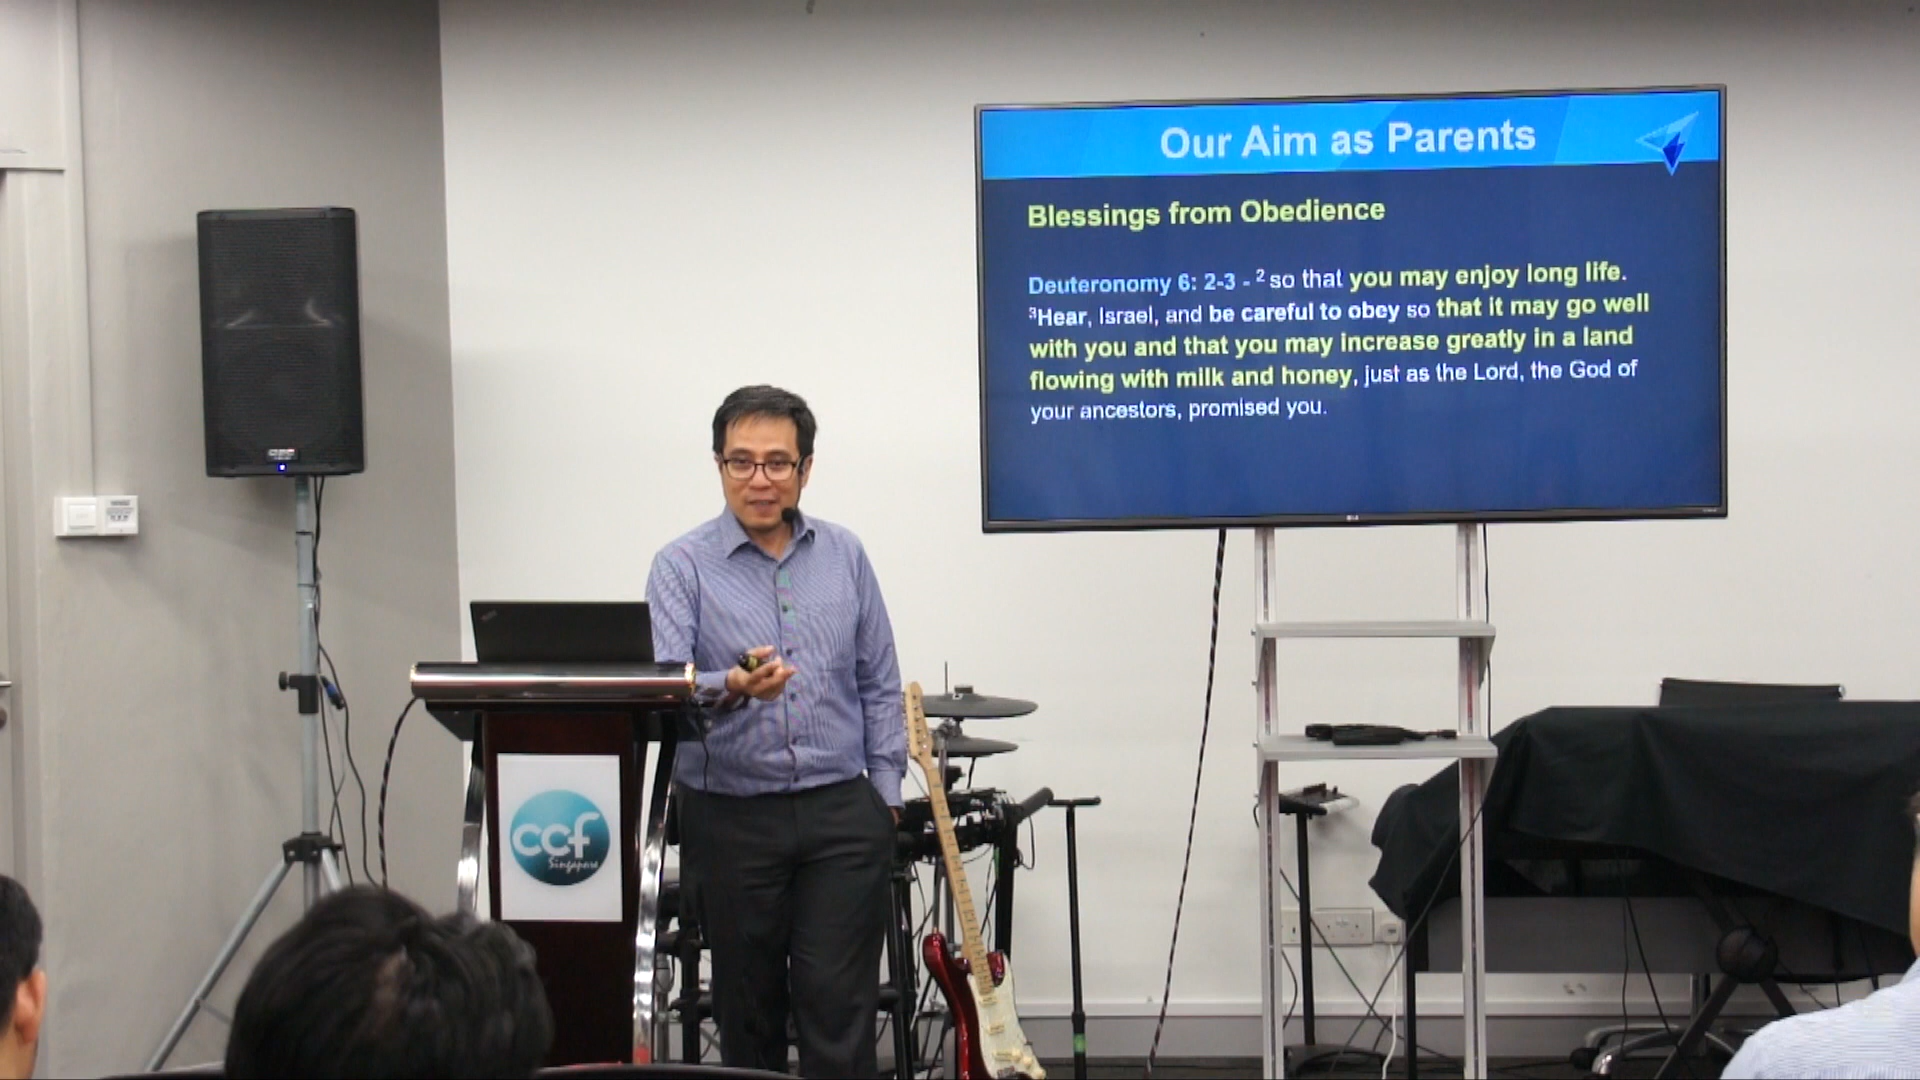 Our Aim as Parents
Blessings from Obedience
Deuteronomy 6: 2-3 - ² so that you may enjoy long life.
³Hear, Israel, and be careful to obey so that it may go well
with you and that you may increase greatly in a land
flowing with milk and honey, just as the Lord, the God of
your ancestors, promised you.
ccf
Singapore